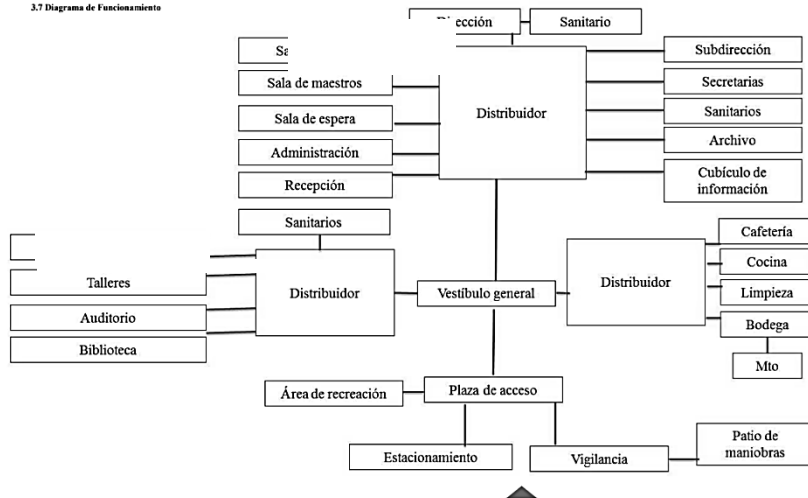 3.7 Diagrama de Funcionamiento
Dirección
Sanitario
Subdirección
Sala de maestros
Secretarias
Distribuidor
Sanitarios
Sala de espera
Archivo
Administración
Cubículo de
información
Recepción
Sanitarios
Cafetería
Cocina
Talleres
Distribuidor
Vestíbulo general
Distribuidor
Limpieza
Auditorio
Bodega
Biblioteca
Mto
Área de recreación
Plaza de acceso
Estacionamiento
Vigilancia
Patio de
maniobras